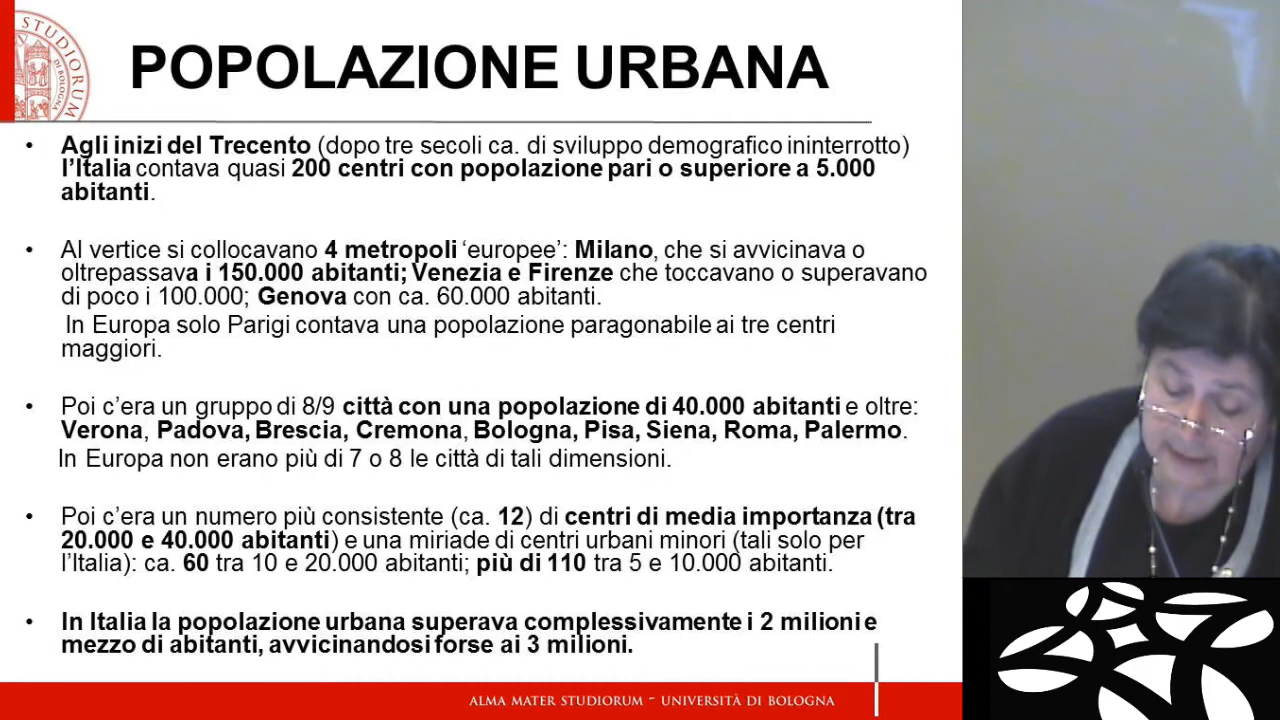 STUDIORUM
DI BOLOGNA
POPOLAZIONE URBANA
• Agli inizi del Trecento (dopo tre secoli ca. di sviluppo demografico ininterrotto)
l'Italia contava quasi 200 centri con popolazione pari o superiore a 5.000
abitanti.
• Al vertice si collocavano 4 metropoli ‘europee’: Milano, che si avvicinava o
oltrepassava i 150.000 abitanti; Venezia e Firenze che toccavano o superavano
di poco i 100.000; Genova con ca. 60.000 abitanti.
In Europa solo Parigi contava una popolazione paragonabile ai tre centri
maggiori.
• Poi c’era un gruppo di 8/9 città con una popolazione di 40.000 abitanti e oltre:
Verona, Padova, Brescia, Cremona, Bologna, Pisa, Siena, Roma, Palermo.
In Europa non erano più di 7 o 8 le città di tali dimensioni.
• Poi c’era un numero più consistente (ca. 12) di centri di media importanza (tra
20.000 e 40.000 abitanti) e una miriade di centri urbani minori (tali solo per
l’Italia): ca. 60 tra 10 e 20.000 abitanti; più di 110 tra 5 e 10.000 abitanti.
• In Italia la popolazione urbana superava complessivamente i 2 milioni e
mezzo di abitanti, avvicinandosi forse ai 3 milioni.
ALMA MATER STUDIORUM - UNIVERSITÀ DI BOLOGNA